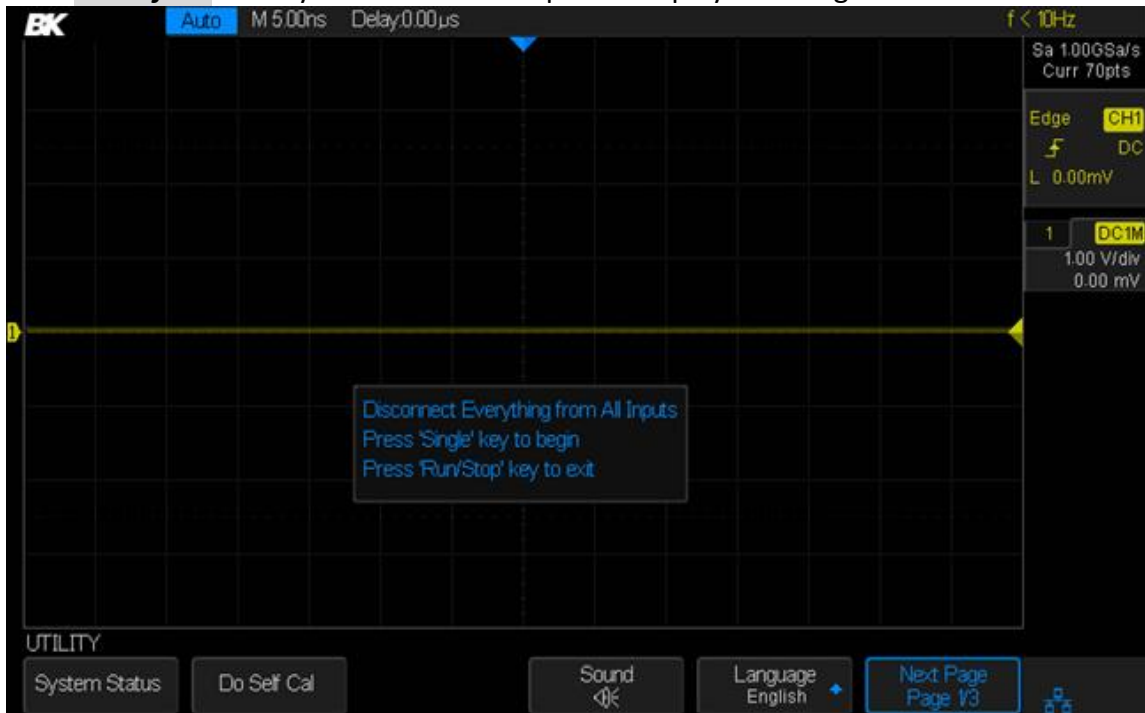 BK Auto M 5.00ns Delay:0.00µs f < 10Hz
Sa 1.00GSa/s
Curr 70pts
Edge CH1
DC
L 0.00mV
1 DC1M
1.00 V/div
0.00 mV
1
Disconnect Everything from All Inputs
Press 'Single' key to begin
Press 'Run/Stop' key to exit
UTILITY
System Status Do Self Cal Sound Language Next Page
English Page 1/3